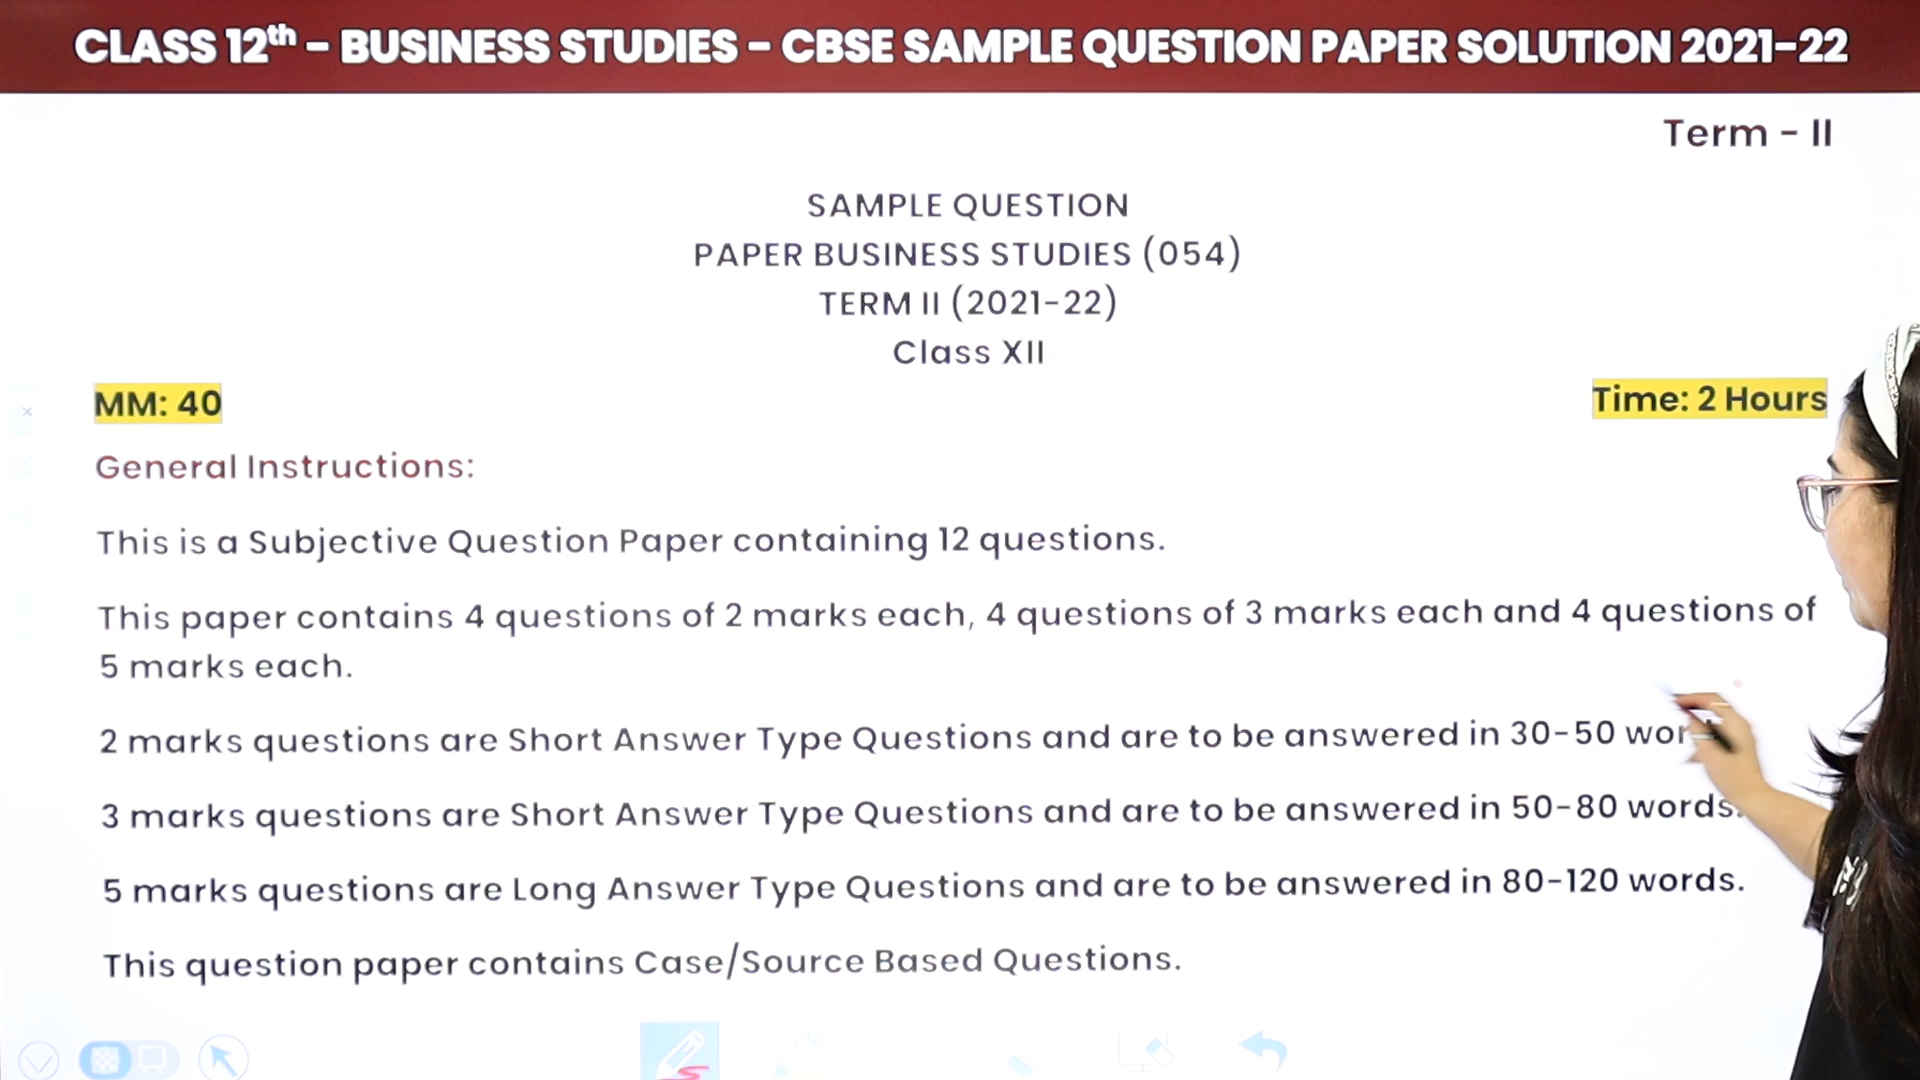 CLASS 12th - BUSINESS STUDIES - CBSE SAMPLE QUESTION PAPER SOLUTION 2021-22
Term - II
SAMPLE QUESTION
PAPER BUSINESS STUDIES (054)
TERM II (2021-22)
Class XII
MM: 40 Time: 2 Hours
General Instructions:
This is a Subjective Question Paper containing 12 questions.
This paper contains 4 questions of 2 marks each, 4 questions of 3 marks each and 4 questions of
5 marks each.
2 marks questions are Short Answer Type Questions and are to be answered in 30-50
3 marks questions are Short Answer Type Questions and are to be answered in 50-80 words.
5 marks questions are Long Answer Type Questions and are to be answered in 80-120 words.
This question paper contains Case/Source Based Questions.